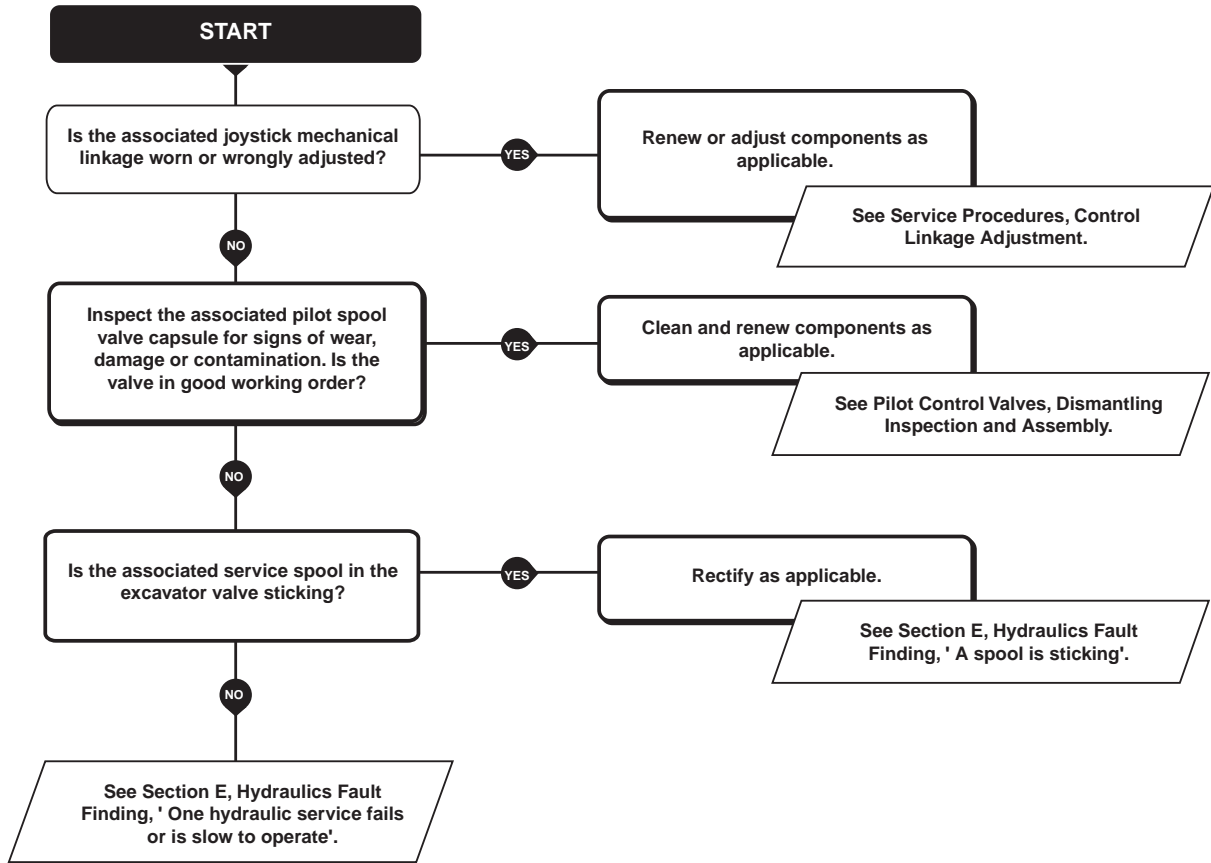 START
Is the associated joystick mechanical
linkage worn or wrongly adjusted?
YES
Renew or adjust components as
applicable.
See Service Procedures, Control
Linkage Adjustment.
NO
Inspect the associated pilot spool
valve capsule for signs of wear,
damage or contamination. Is the
valve in good working order?
YES
Clean and renew components as
applicable.
See Pilot Control Valves, Dismantling
Inspection and Assembly.
NO
Is the associated service spool in the
excavator valve sticking?
YES
Rectify as applicable.
See Section E, Hydraulics Fault
Finding, ' A spool is sticking'.
NO
See Section E, Hydraulics Fault
Finding, ' One hydraulic service fails
or is slow to operate'.